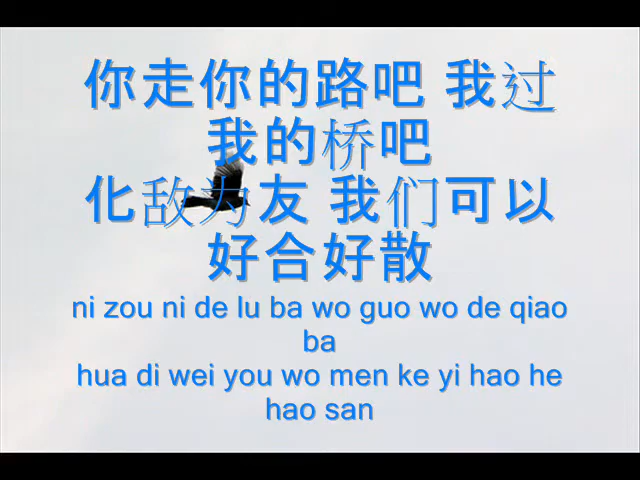 你走你的路吧 我过
我的桥吧
化敌为友 我们可以
好合好散
ni zou ni de lu ba wo guo wo de qiao
ba
hua di wei you wo men ke yi hao he
hao san